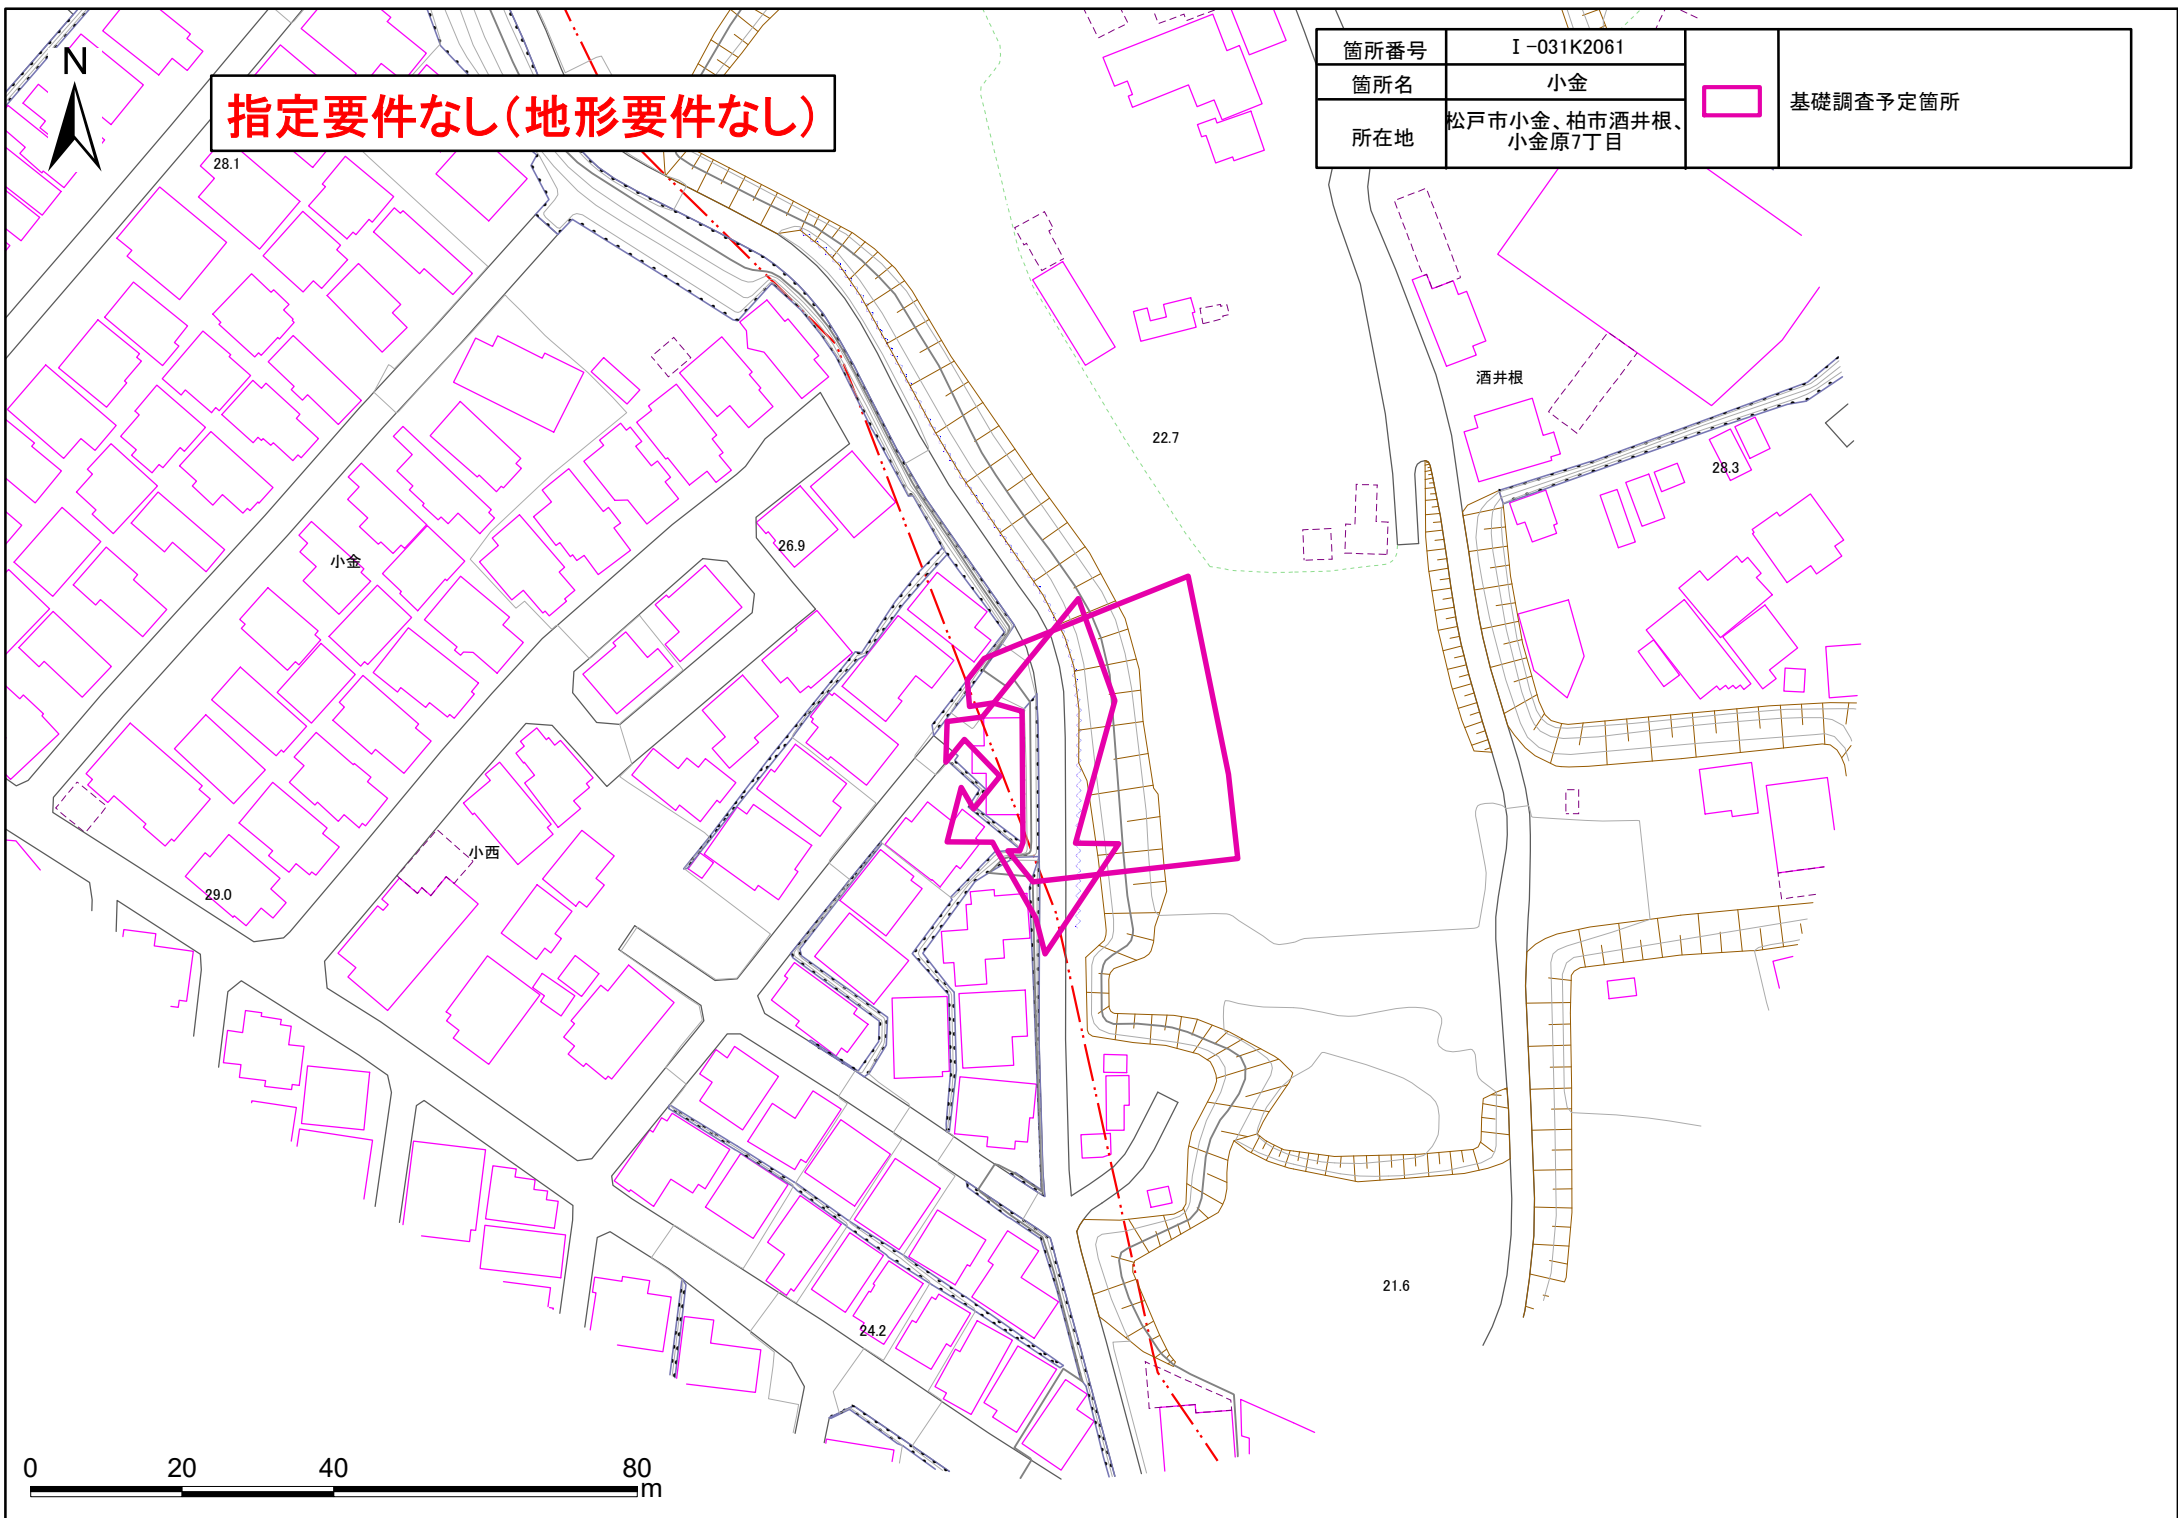 N
指定要件なし（地形要件なし）
箇所番号
Ⅰ-031K2061
箇所名
小金
所在地
松戸市小金、柏市酒井根、
小金原7丁目
基礎調査予定箇所
28.1
酒井根
22.7
28.3
26.9
小金
小西
29.0
21.6
24.2
0
20
40
80
m